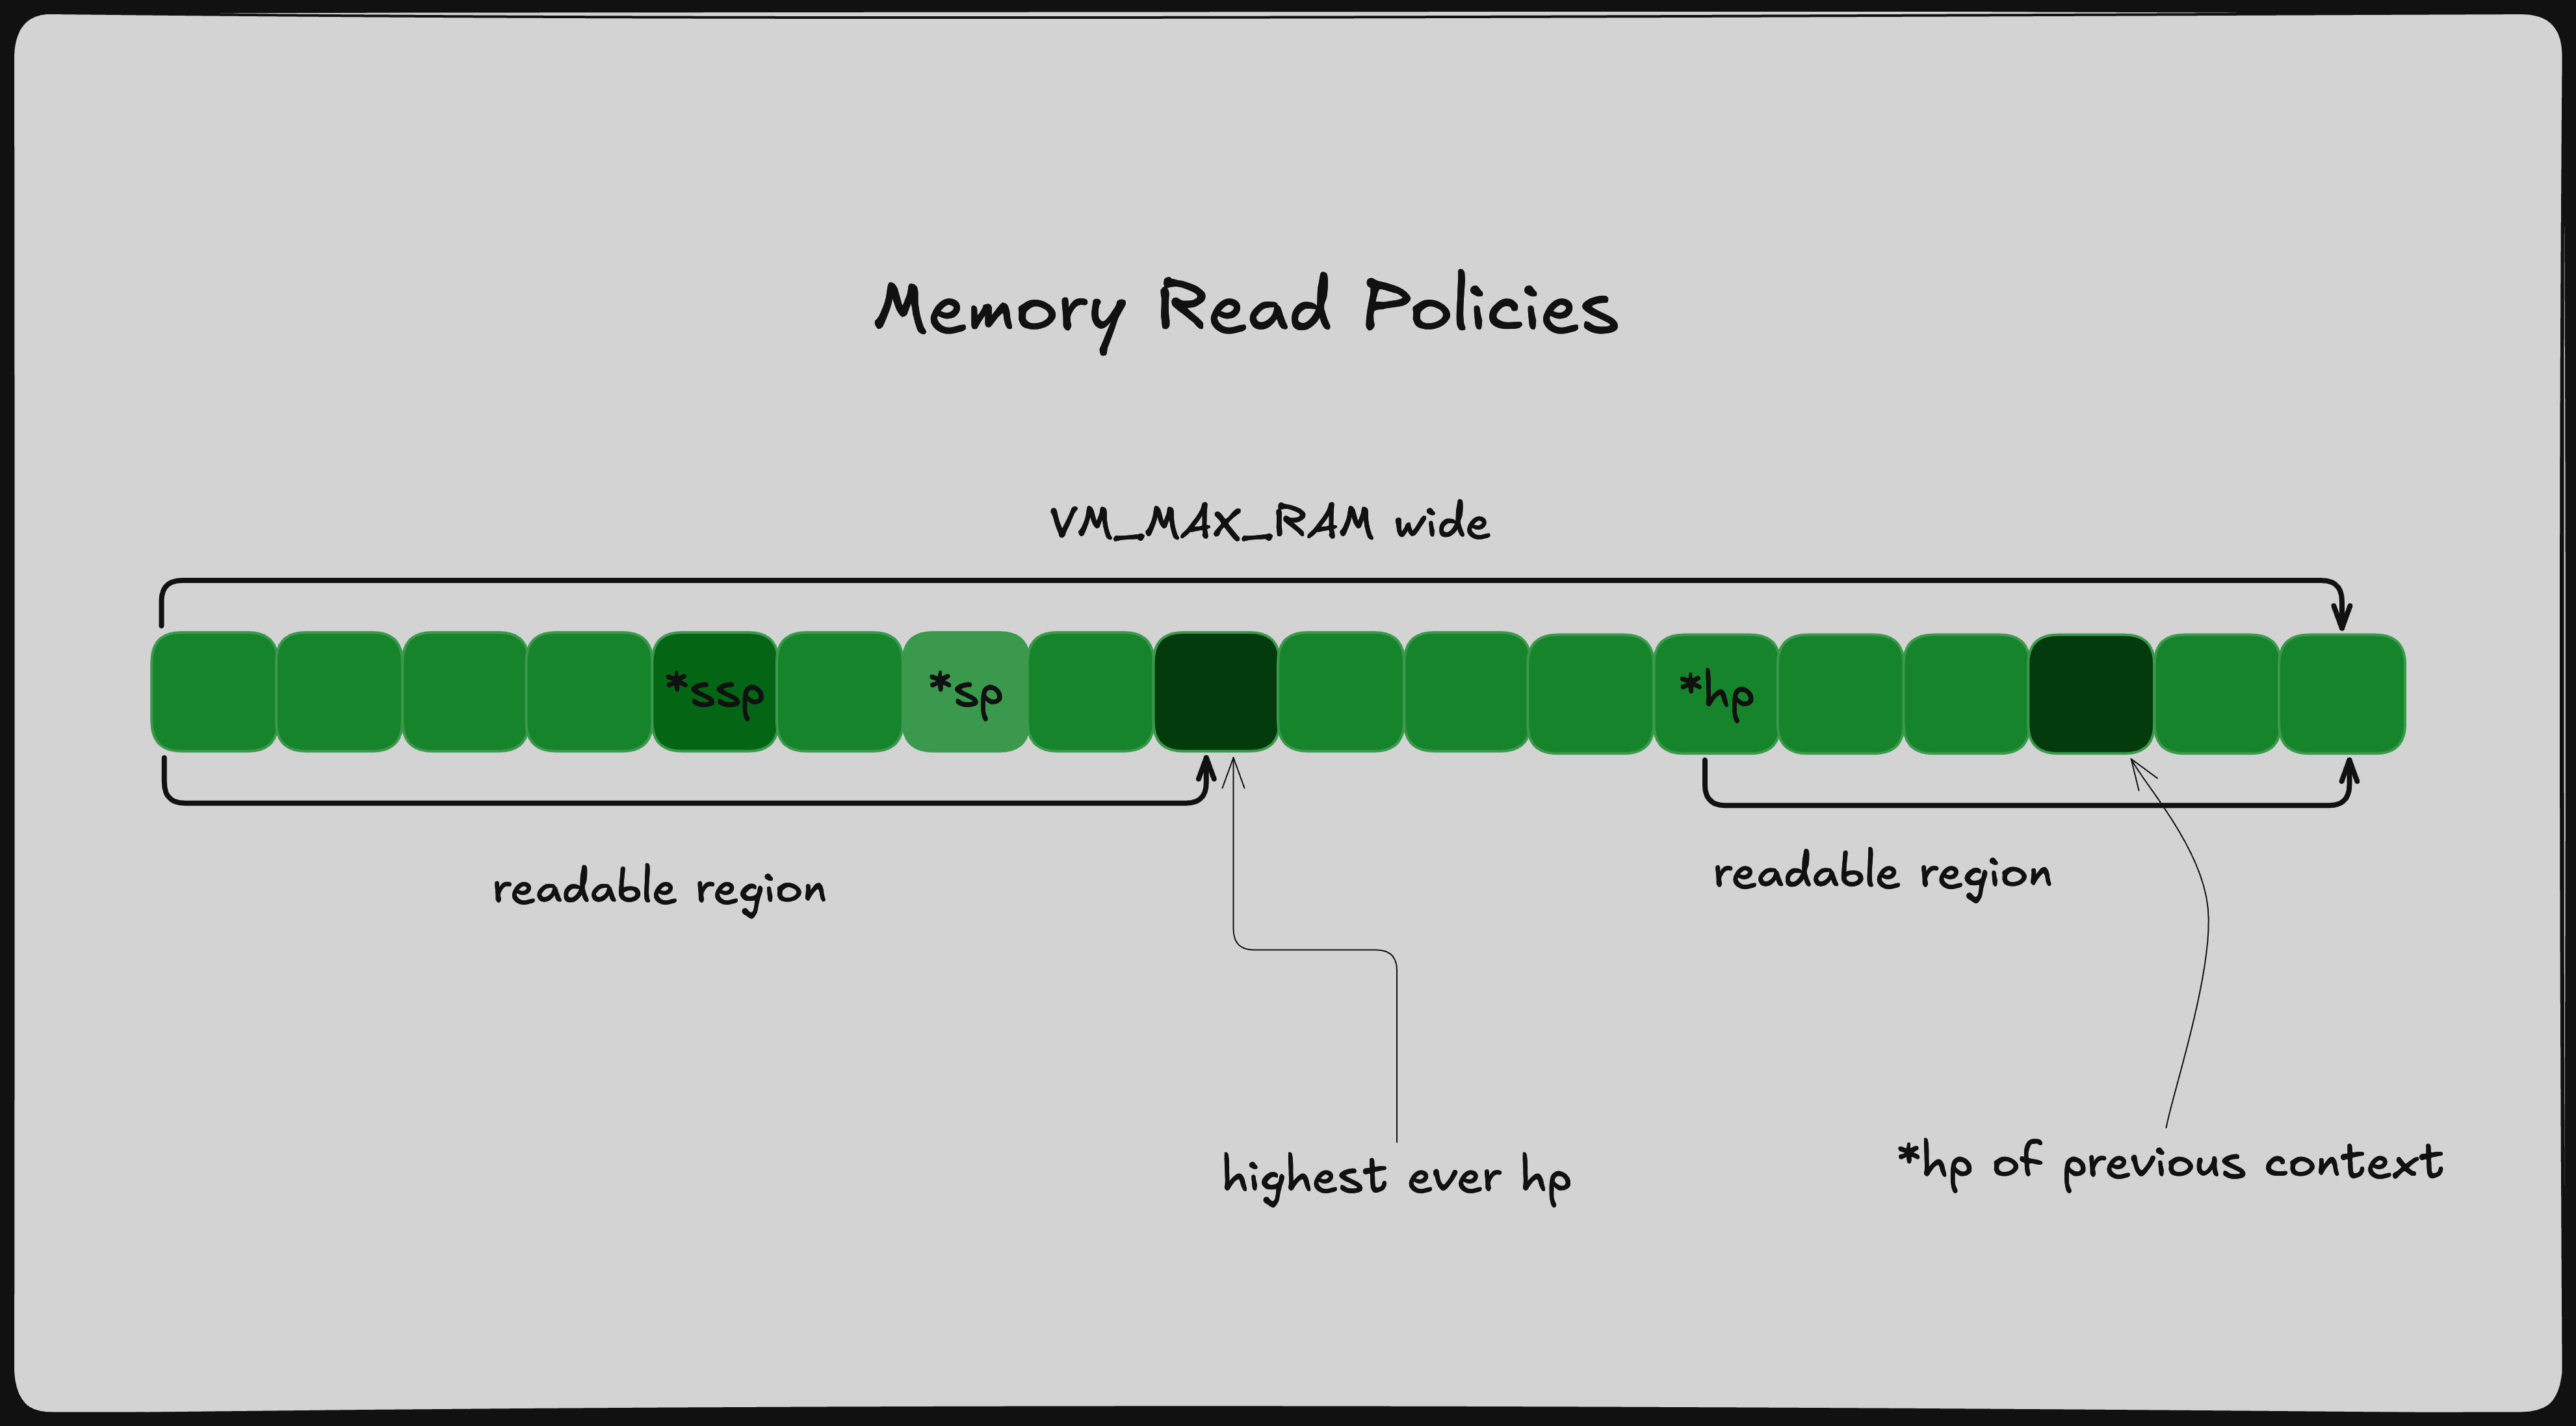 Memory Read Policies
VM_MAX_RAM wide
*ssp
*sp
*hp
readable region
readable region
highest ever hp
*hp of previous context